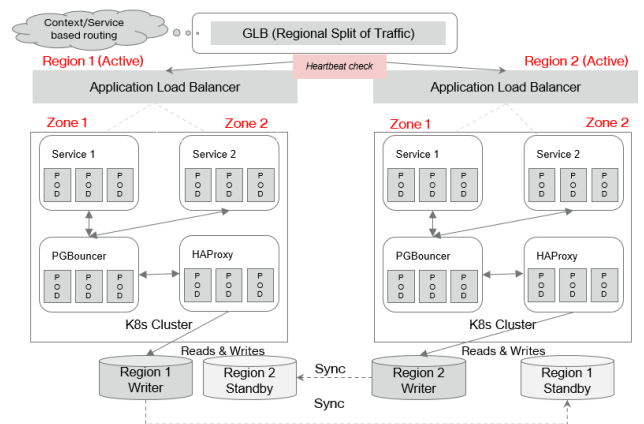 Context/Service
based routing
GLB (Regional Split of Traffic)
Region 1 (Active)
Heartbeat check
Region 2 (Active)
Application Load Balancer
Application Load Balancer
Zone 1
Zone 2
Zone 1
Zone 2
Service 1
POD
POD
POD
Service 2
POD
POD
POD
Service 1
POD
POD
POD
Service 2
POD
POD
POD
PGBouncer
POD
POD
POD
HAProxy
POD
POD
POD
PGBouncer
POD
POD
POD
HAProxy
POD
POD
POD
K8s Cluster
K8s Cluster
Reads & Writes
Reads & Writes
Region 1
Writer
Region 2
Standby
Sync
Region 2
Writer
Region 1
Standby
Sync